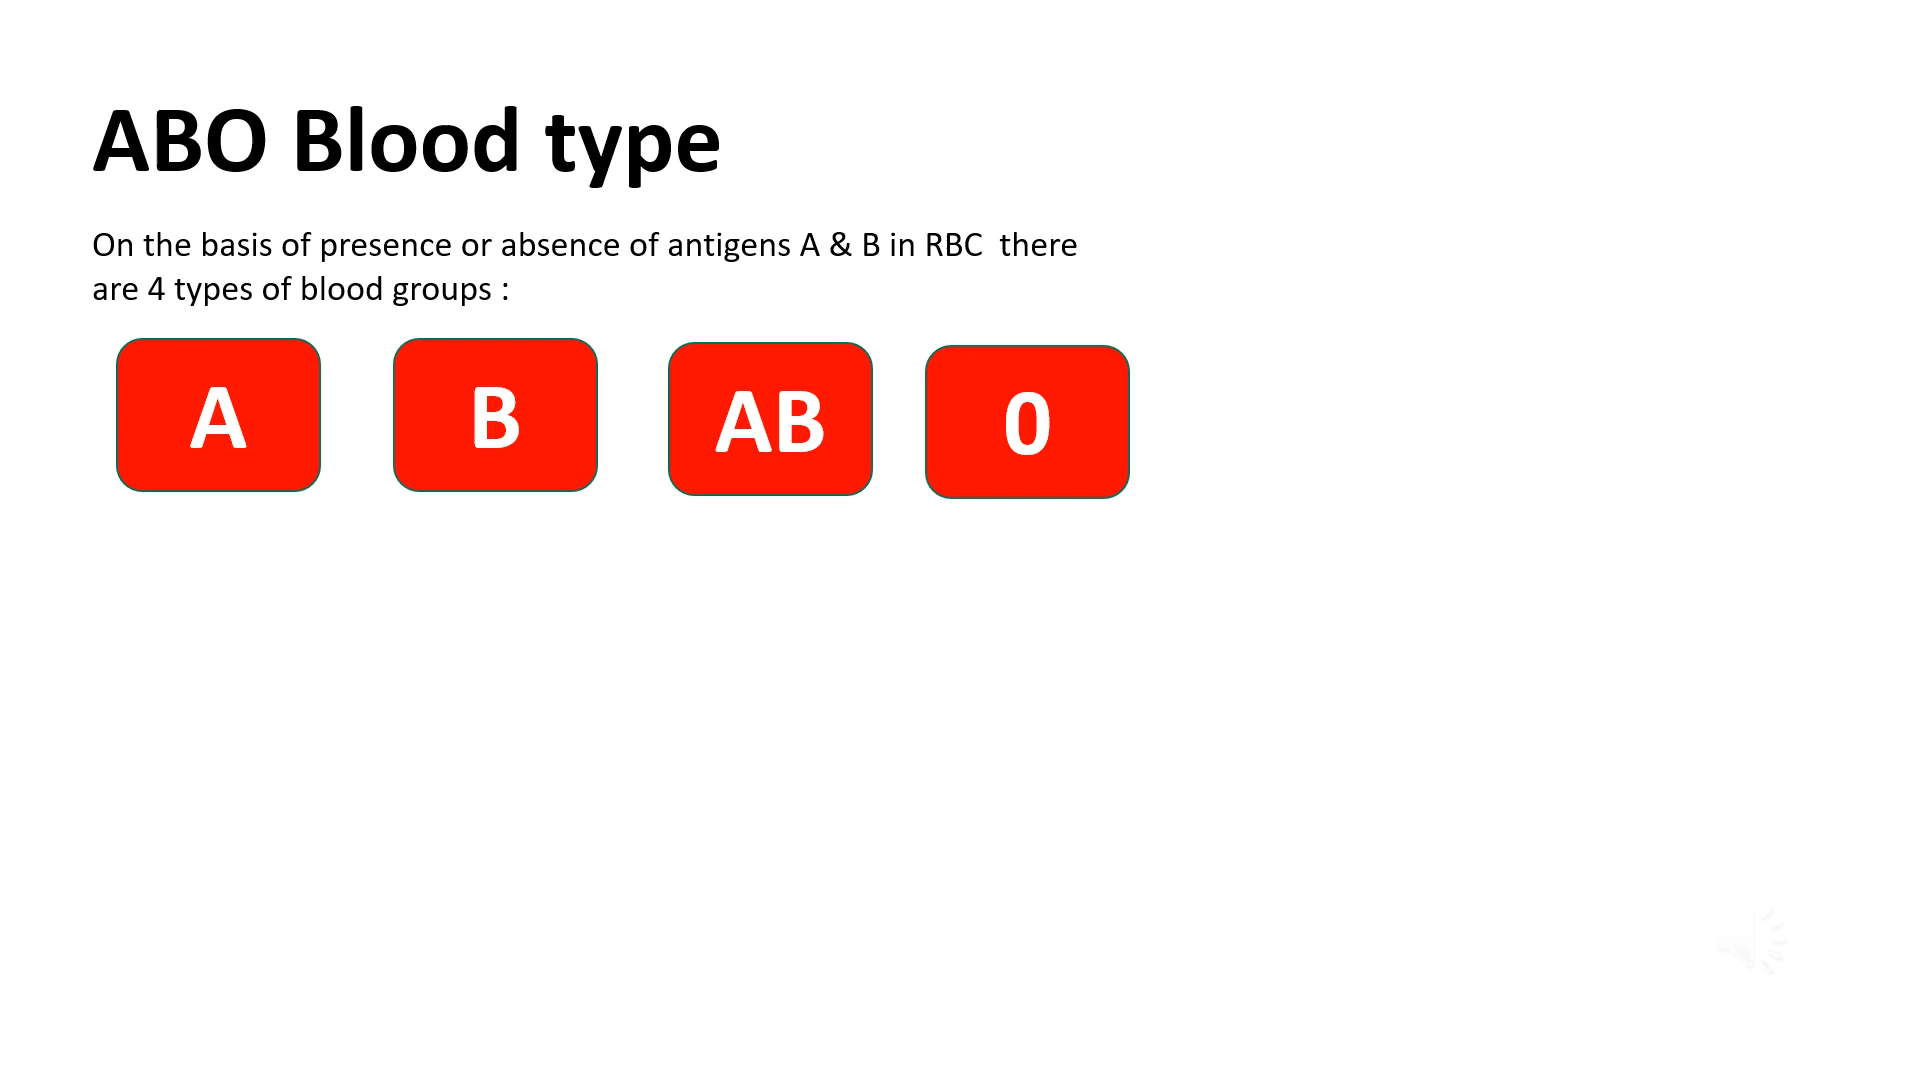 ABO Blood type
On the basis of presence or absence of antigens A & B in RBC  there
are 4 types of blood groups :
A B AB 0